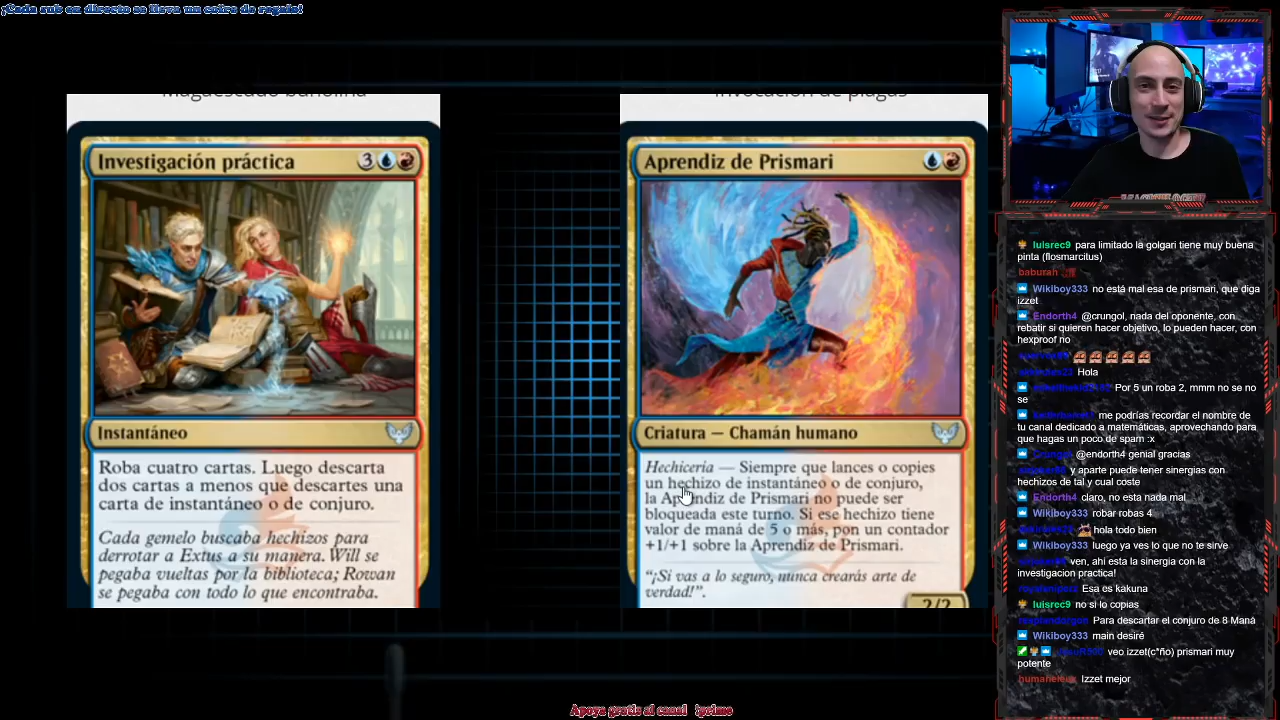 ¡Cada sub en directo se lleva un cofre de regalo!
Investigación práctica 3
Instantáneo
Roba cuatro cartas. Luego descarta
dos cartas a menos que descartes una
carta de instantáneo o de conjuro.
Cada gemelo buscaba hechizos para
derrotar a Extus a su manera. Will se
pegaba vueltas por la biblioteca; Rowan
se pegaba con todo lo que encontraba.
Invocación de plagas
Aprendiz de Prismari
Criatura — Chamán humano
Hechicería — Siempre que lances o copies
un hechizo de instantáneo o de conjuro,
la Aprendiz de Prismari no puede ser
bloqueada este turno. Si ese hechizo tiene
valor de maná de 5 o más, pon un contador
+1/+1 sobre la Aprendiz de Prismari.
“¡Si vas a lo seguro, nunca crearás arte de
verdad!”.
2/2
luisrec9 para limitado la golgari tiene muy buena
pinta (flosmarcitus)
baburah
Wikiboy333 no está mal esa de prismari, que diga
izzet
Endorth4 @crungol, nada del oponente, con
rebatir si quieren hacer objetivo, lo pueden hacer, con
hexproof no
Hola
Por 5 un roba 2, mmm no se no
se
me podrías recordar el nombre de
tu canal dedicado a matemáticas, aprovechando para
que hagas un poco de spam :x
Crungol @endorth4 genial gracias
y aparte puede tener sinergias con
hechizos de tal y cual coste
Endorth4 claro, no esta nada mal
Wikiboy333 robar robas 4
hola todo bien
Wikiboy333 luego ya ves lo que no te sirve
ven, ahi esta la sinergía con la
investigacion practica!
Esa es kakuna
luisrec9 no si lo copias
Para descartar el conjuro de 8 Maná
Wikiboy333 main desiré
veo izzet(c*ño) prismari muy
potente
Izzet mejor
Apoya gratis al canal !prime